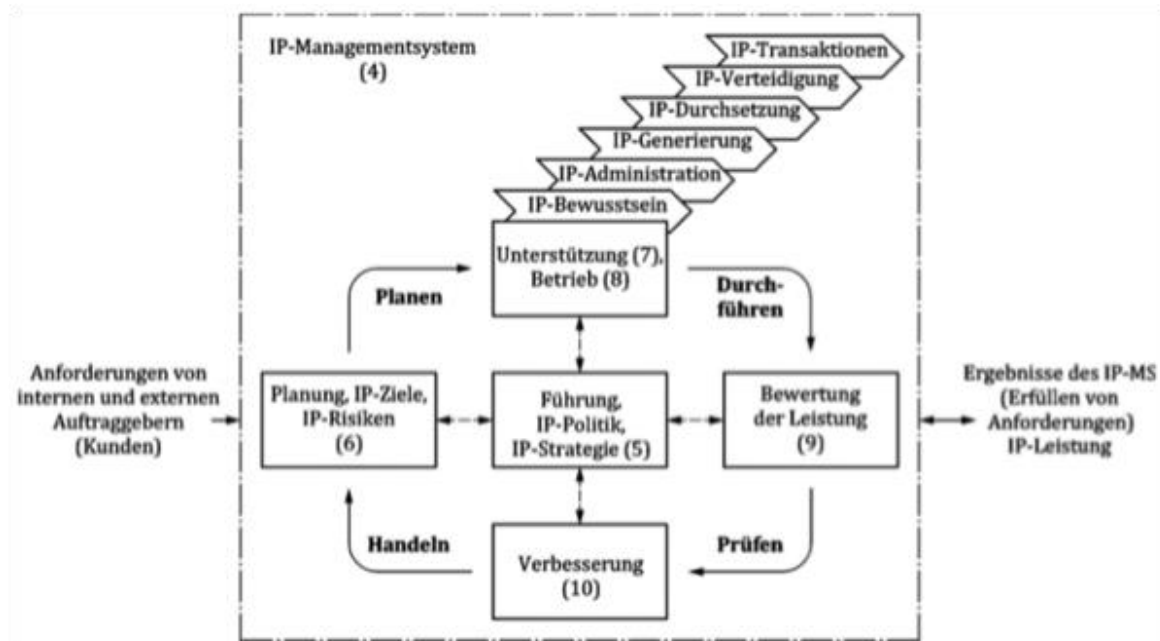 IP-Managementsystem
(4)
IP-Transaktionen
IP-Verteidigung
IP-Durchsetzung
IP-Generierung
IP-Administration
IP-Bewusstsein
Unterstützung (7),
Betrieb (8)
Planen
Durch-
führen
Anforderungen von
internen und externen
Auftraggebern
(Kunden)
Planung, IP-Ziele,
IP-Risiken
(6)
Führung,
IP-Politik,
IP-Strategie (5)
Bewertung
der Leistung
(9)
Ergebnisse des IP-MS
(Erfüllen von
Anforderungen)
IP-Leistung
Handeln
Prüfen
Verbesserung
(10)